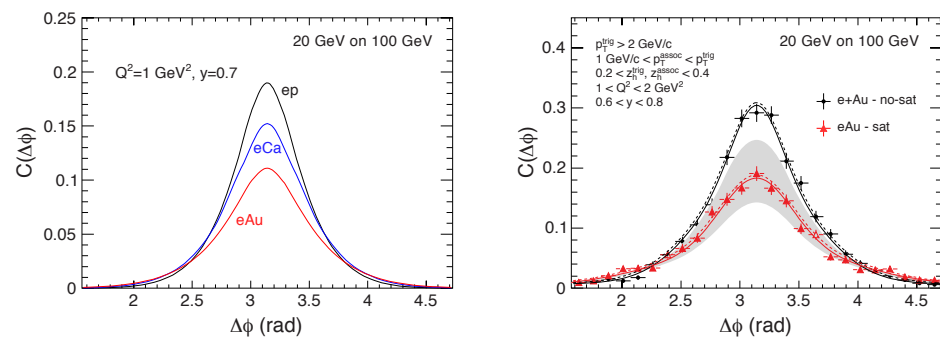 0.25
0.2
0.15
0.1
0.05
0
C(Δϕ)
20 GeV on 100 GeV
Q²=1 GeV², y=0.7
ep
eCa
eAu
2 2.5 3 3.5 4 4.5
Δϕ (rad)
0.4
0.3
0.2
0.1
0
C(Δϕ)
20 GeV on 100 GeV
p_T^trig > 2 GeV/c
1 GeV/c < p_T^assoc < p_T^trig
0.2 < z_h^trig, z_h^assoc < 0.4
1 < Q² < 2 GeV²
0.6 < y < 0.8
e+Au - no-sat
eAu - sat
2 2.5 3 3.5 4 4.5
Δϕ (rad)